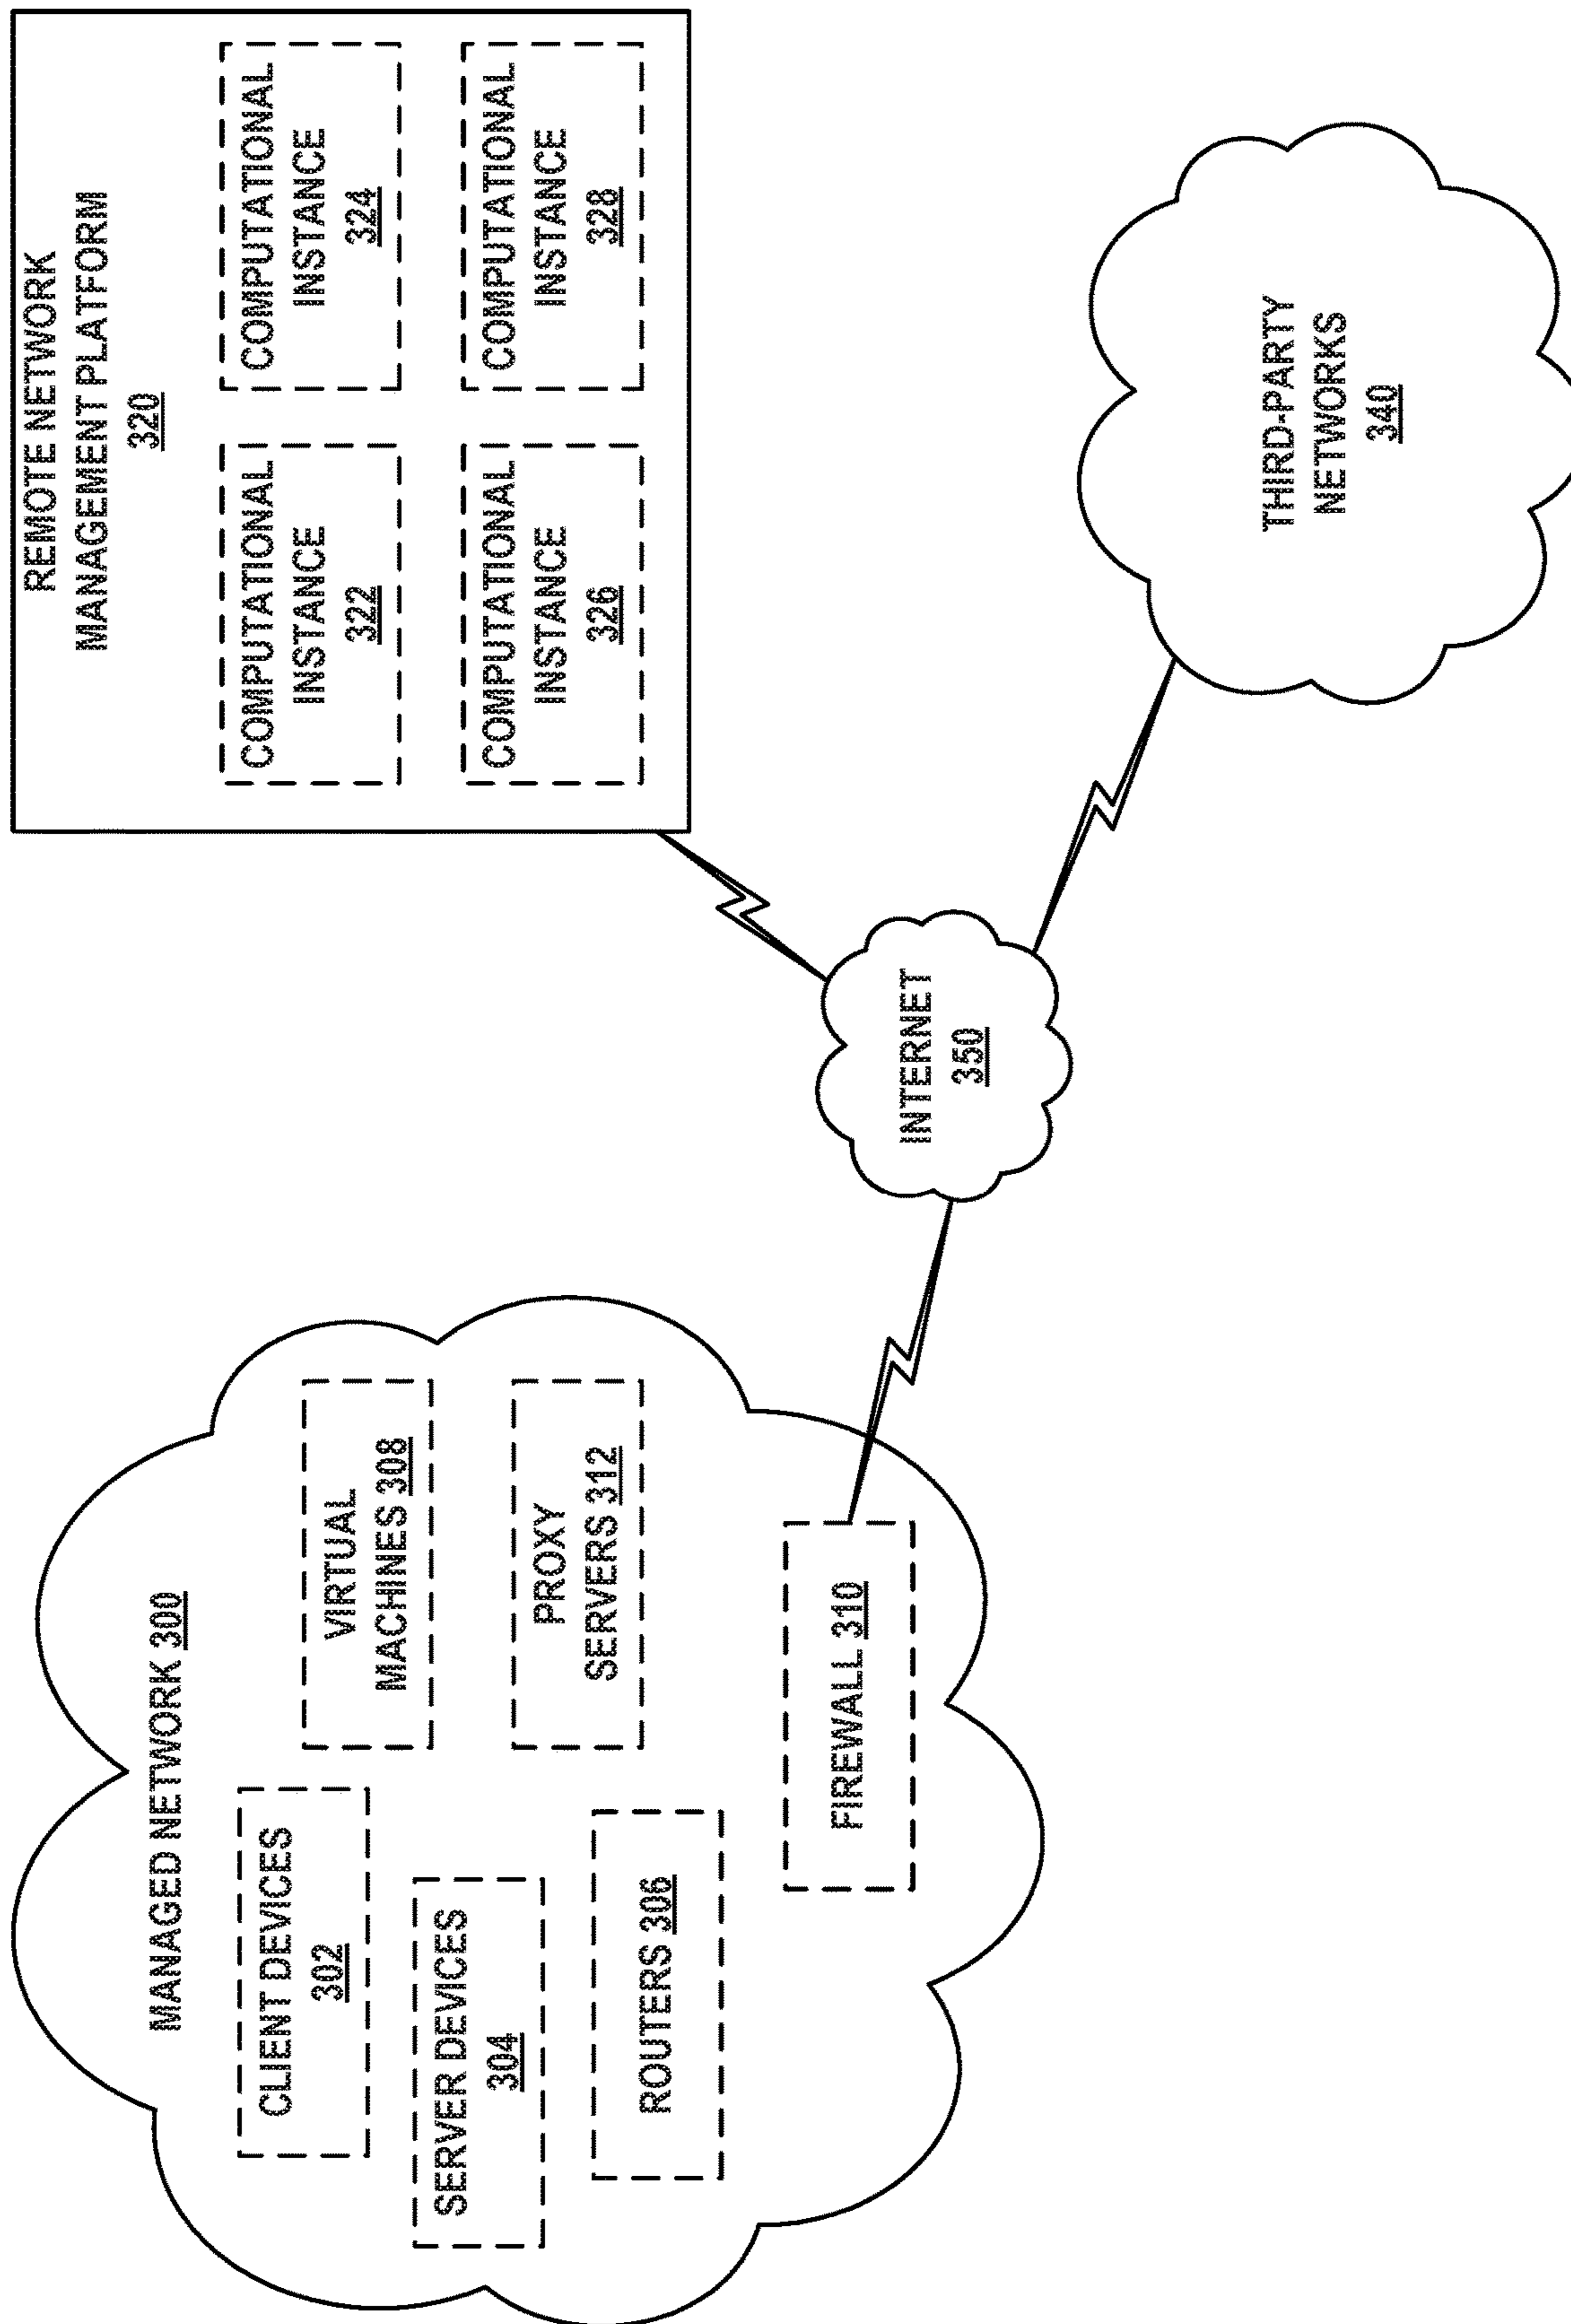 MANAGED NETWORK 300
CLIENT DEVICES
302
SERVER DEVICES
304
ROUTERS 306
VIRTUAL
MACHINES 308
PROXY
SERVERS 312
FIREWALL 310
INTERNET
350
REMOTE NETWORK
MANAGEMENT PLATFORM
320
COMPUTATIONAL
INSTANCE
322
COMPUTATIONAL
INSTANCE
324
COMPUTATIONAL
INSTANCE
326
COMPUTATIONAL
INSTANCE
328
THIRD-PARTY
NETWORKS
340